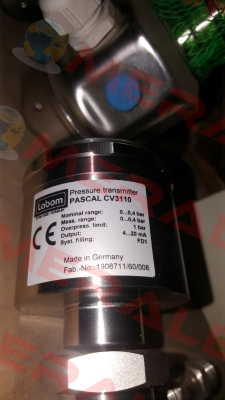 Labom
Pressure transmitter
PASCAL CV3110
Nominal range: 0...0,4 bar
Meas. range: 0...0,4 bar
Overpress. limit: 1 bar
Output: 4...20 mA
Syst. filling: FD1
CE
Made in Germany
Fab.-No: 1908711/60/008